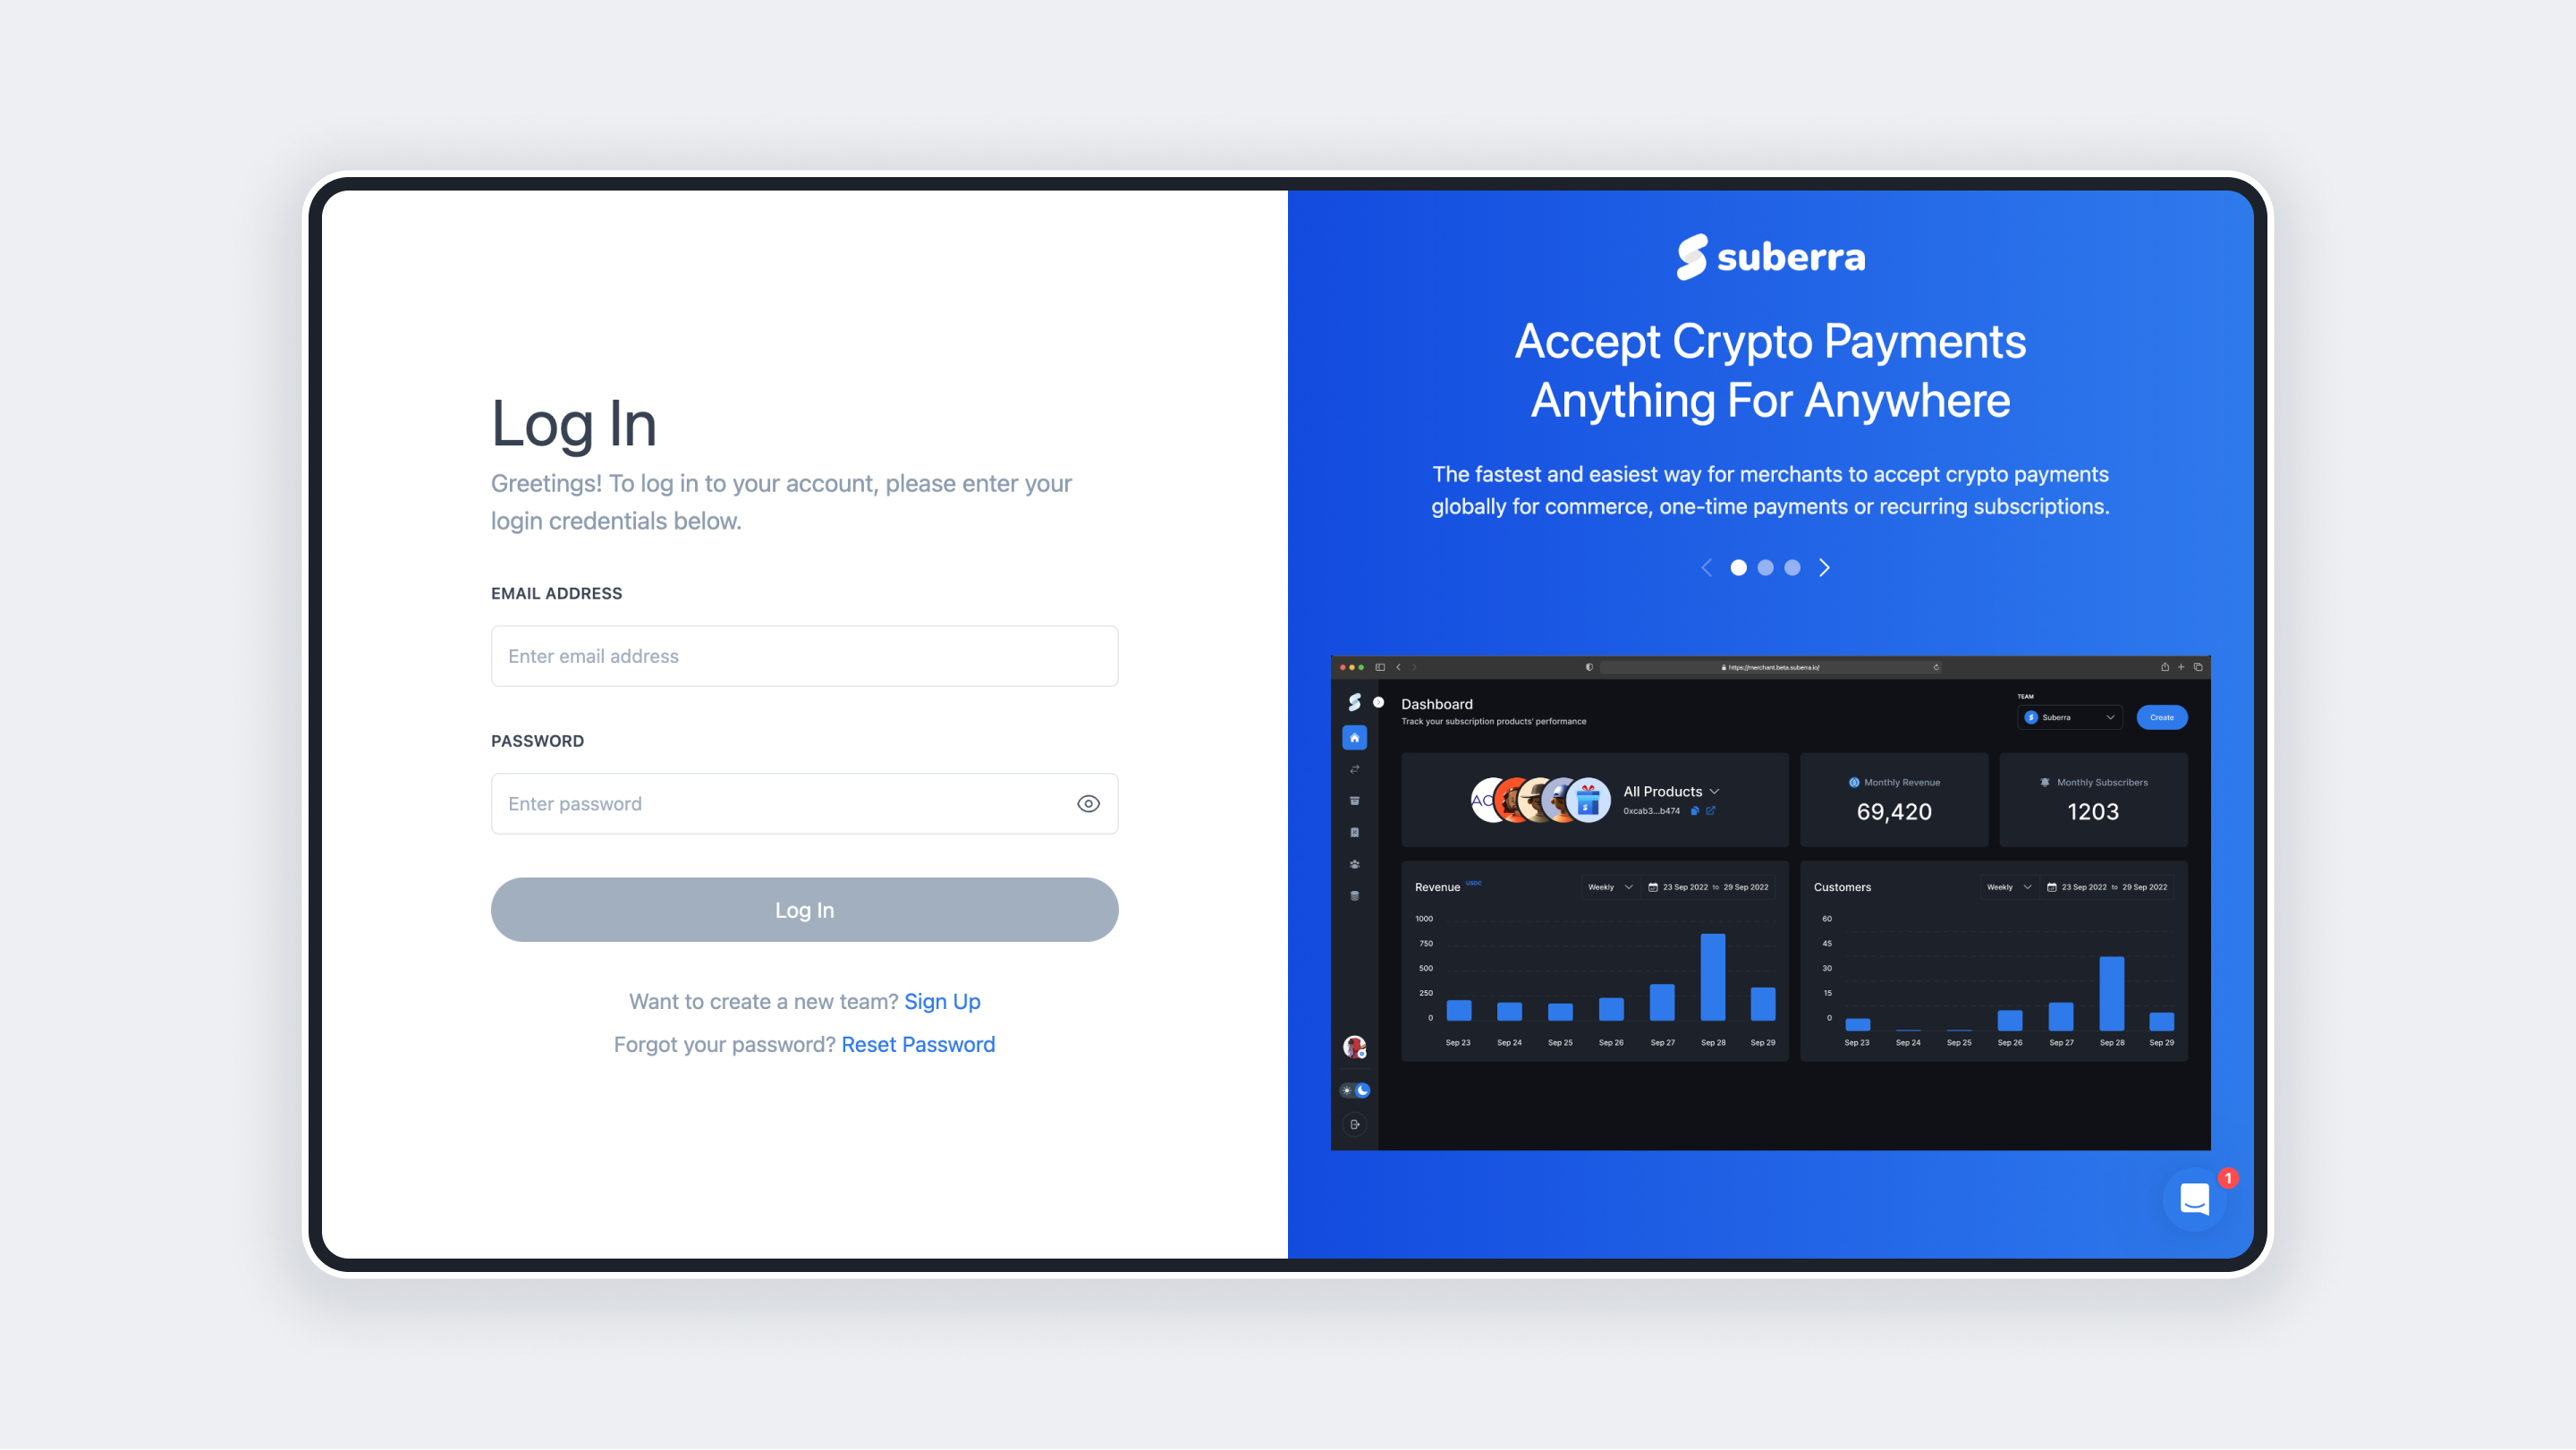 Log In
Greetings! To log in to your account, please enter your
login credentials below.
EMAIL ADDRESS
Enter email address
PASSWORD
Enter password
Log In
Want to create a new team? Sign Up
Forgot your password? Reset Password
suberra
Accept Crypto Payments
Anything For Anywhere
The fastest and easiest way for merchants to accept crypto payments
globally for commerce, one-time payments or recurring subscriptions.
https://merchant.beta.suberra.io/
Dashboard
Track your subscription products' performance
TEAM
Suberra
Create
AC
All Products
0xcab3...b474
Monthly Revenue
69,420
Monthly Subscribers
1203
Revenue USDC
Weekly
23 Sep 2022 to 29 Sep 2022
1000
750
500
250
0
Sep 23 Sep 24 Sep 25 Sep 26 Sep 27 Sep 28 Sep 29
Customers
Weekly
23 Sep 2022 to 29 Sep 2022
60
45
30
15
0
Sep 23 Sep 24 Sep 25 Sep 26 Sep 27 Sep 28 Sep 29
1